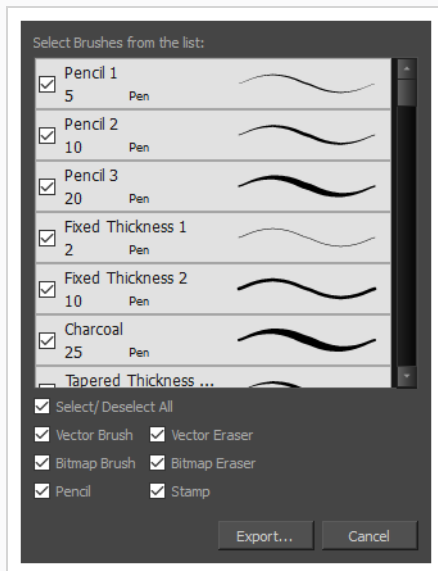 Select Brushes from the list:
Pencil 1
5 Pen
Pencil 2
10 Pen
Pencil 3
20 Pen
Fixed Thickness 1
2 Pen
Fixed Thickness 2
10 Pen
Charcoal
25 Pen
Tapered Thickness ...
Select/Deselect All
Vector Brush Vector Eraser
Bitmap Brush Bitmap Eraser
Pencil Stamp
Export... Cancel